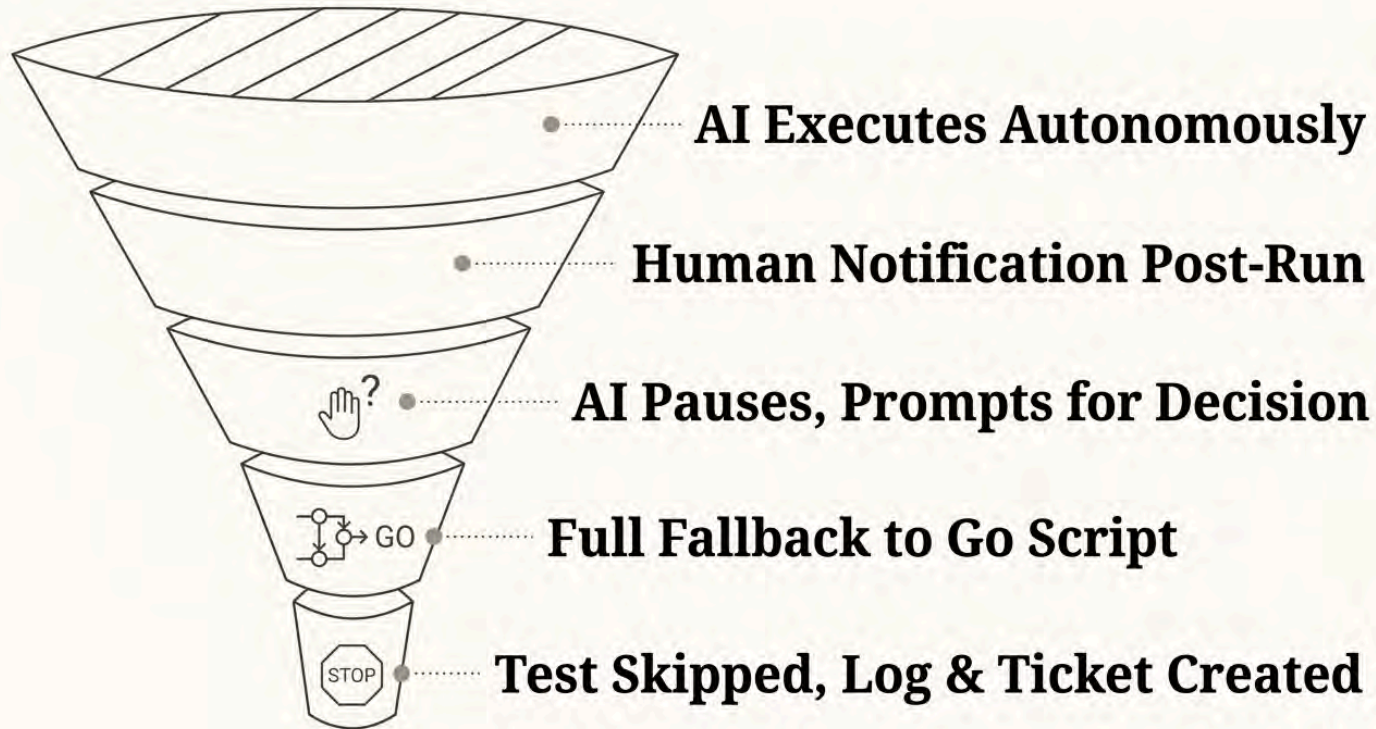 AI Executes Autonomously
Human Notification Post-Run
?
AI Pauses, Prompts for Decision
GO
Full Fallback to Go Script
STOP
Test Skipped, Log & Ticket Created